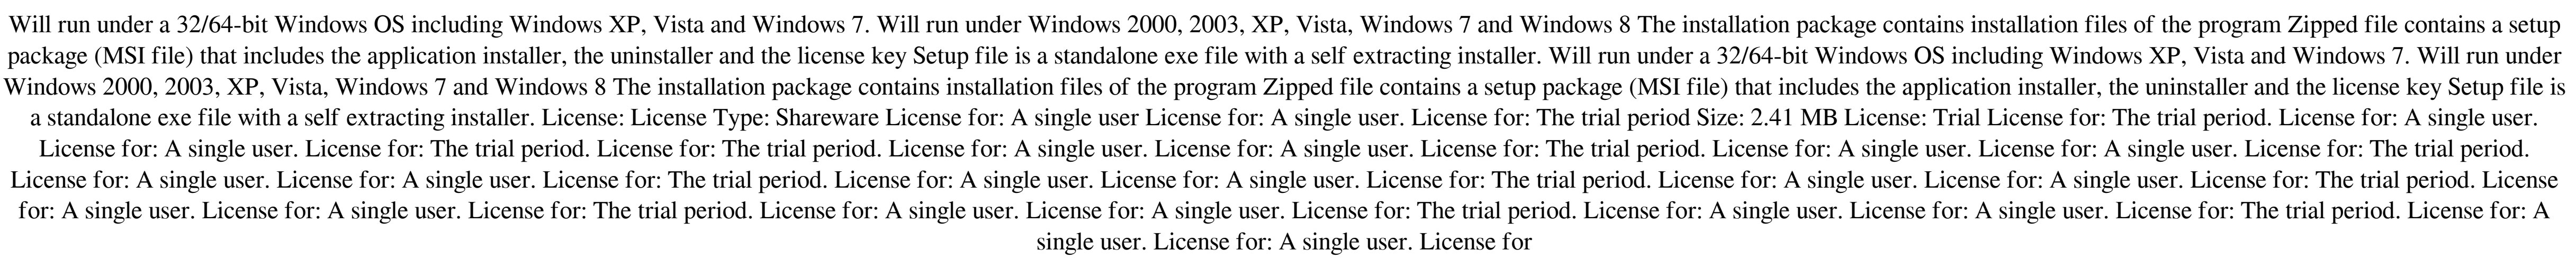 Will run under a 32/64-bit Windows OS including Windows XP, Vista and Windows 7. Will run under Windows 2000, 2003, XP, Vista, Windows 7 and Windows 8 The installation package contains installation files of the program Zipped file contains a setup
package (MSI file) that includes the application installer, the uninstaller and the license key Setup file is a standalone exe file with a self extracting installer. Will run under a 32/64-bit Windows OS including Windows XP, Vista and Windows 7. Will run under
Windows 2000, 2003, XP, Vista, Windows 7 and Windows 8 The installation package contains installation files of the program Zipped file contains a setup package (MSI file) that includes the application installer, the uninstaller and the license key Setup file is
a standalone exe file with a self extracting installer. License: License Type: Shareware License for: A single user License for: A single user. License for: The trial period Size: 2.41 MB License: Trial License for: The trial period. License for: A single user.
License for: A single user. License for: The trial period. License for: The trial period. License for: A single user. License for: A single user. License for: The trial period. License for: A single user. License for: A single user. License for: The trial period.
License for: A single user. License for: A single user. License for: The trial period. License for: A single user. License for: A single user. License for: The trial period. License for: A single user. License for: A single user. License for: The trial period. License
for: A single user. License for: A single user. License for: The trial period. License for: A single user. License for: A single user. License for: The trial period. License for: A single user. License for: A single user. License for: The trial period. License for: A
single user. License for: A single user. License for